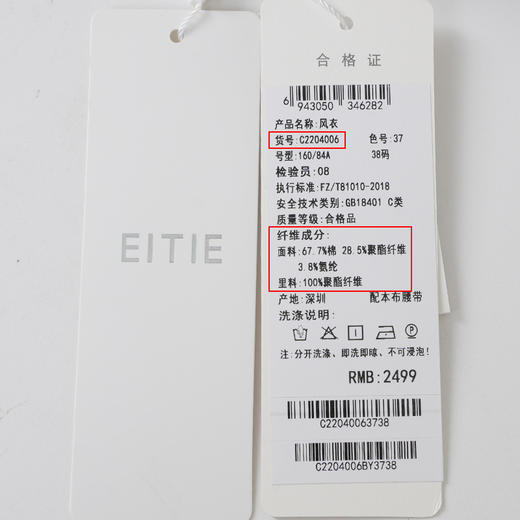 EITIE
合格证
6 943050 346282
产品名称:风衣
货号:C2204006 色号:37
号型:160/84A 38码
检验员:08
执行标准:FZ/T81010-2018
安全技术类别:GB18401 C类
质量等级:合格品
纤维成分:
面料:67.7%棉 28.5%聚酯纤维
3.8%氨纶
里料:100%聚酯纤维
产地:深圳 配本布腰带
洗涤说明:
注:分开洗涤、即洗即晾、不可浸泡!
RMB:2499
C22040063738
C2204006BY3738